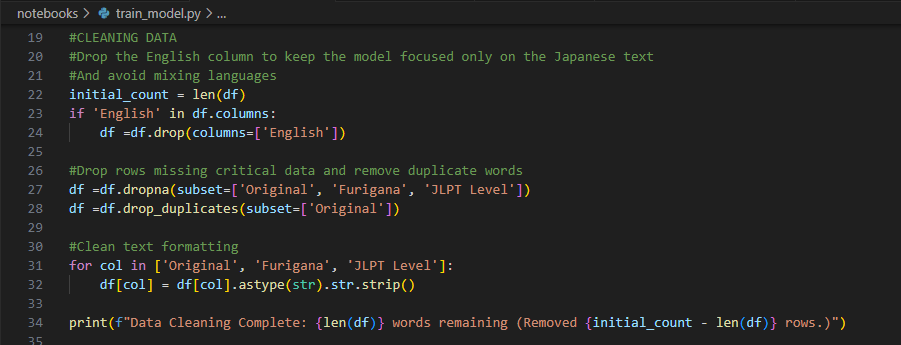 notebooks > train_model.py > ...
19 #CLEANING DATA
20 #Drop the English column to keep the model focused only on the Japanese text
21 #And avoid mixing languages
22 initial_count = len(df)
23 if 'English' in df.columns:
24     df =df.drop(columns=['English'])
25
26 #Drop rows missing critical data and remove duplicate words
27 df =df.dropna(subset=['Original', 'Furigana', 'JLPT Level'])
28 df =df.drop_duplicates(subset=['Original'])
29
30 #Clean text formatting
31 for col in ['Original', 'Furigana', 'JLPT Level']:
32     df[col] = df[col].astype(str).str.strip()
33
34 print(f"Data Cleaning Complete: {len(df)} words remaining (Removed {initial_count - len(df)} rows.)")
35